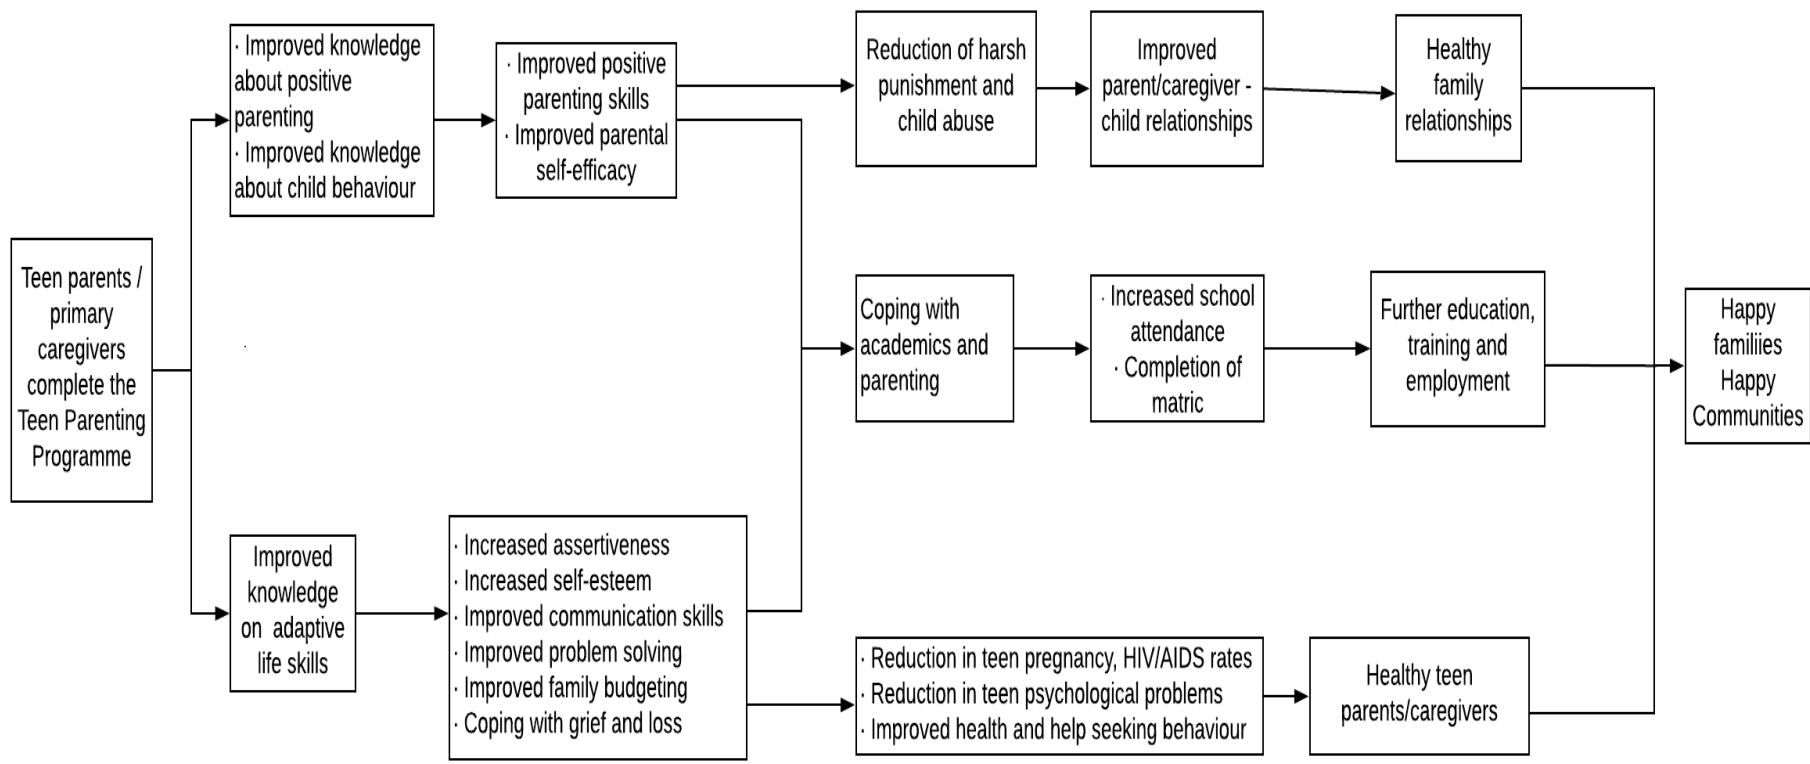 Teen parents /
primary
caregivers
complete the
Teen Parenting
Programme
· Improved knowledge
about positive
parenting
· Improved knowledge
about child behaviour
· Improved positive
parenting skills
· Improved parental
self-efficacy
Reduction of harsh
punishment and
child abuse
Improved
parent/caregiver -
child relationships
Healthy
family
relationships
Coping with
academics and
parenting
· Increased school
attendance
· Completion of
matric
Further education,
training and
employment
Improved
knowledge
on adaptive
life skills
· Increased assertiveness
· Increased self-esteem
· Improved communication skills
· Improved problem solving
· Improved family budgeting
· Coping with grief and loss
· Reduction in teen pregnancy, HIV/AIDS rates
· Reduction in teen psychological problems
· Improved health and help seeking behaviour
Healthy teen
parents/caregivers
Happy
familiies
Happy
Communities